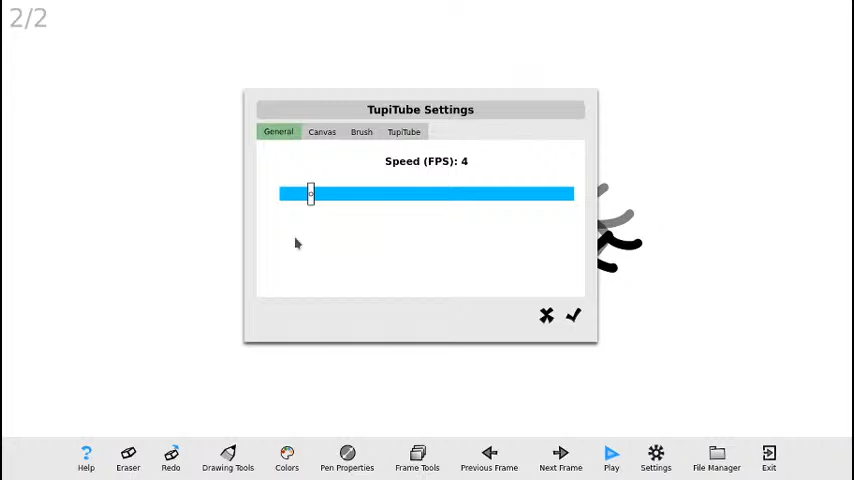 2/2
TupiTube Settings
General Canvas Brush TupiTube
Speed (FPS): 4
Help Eraser Redo Drawing Tools Colors Pen Properties Frame Tools Previous Frame Next Frame Play Settings File Manager Exit